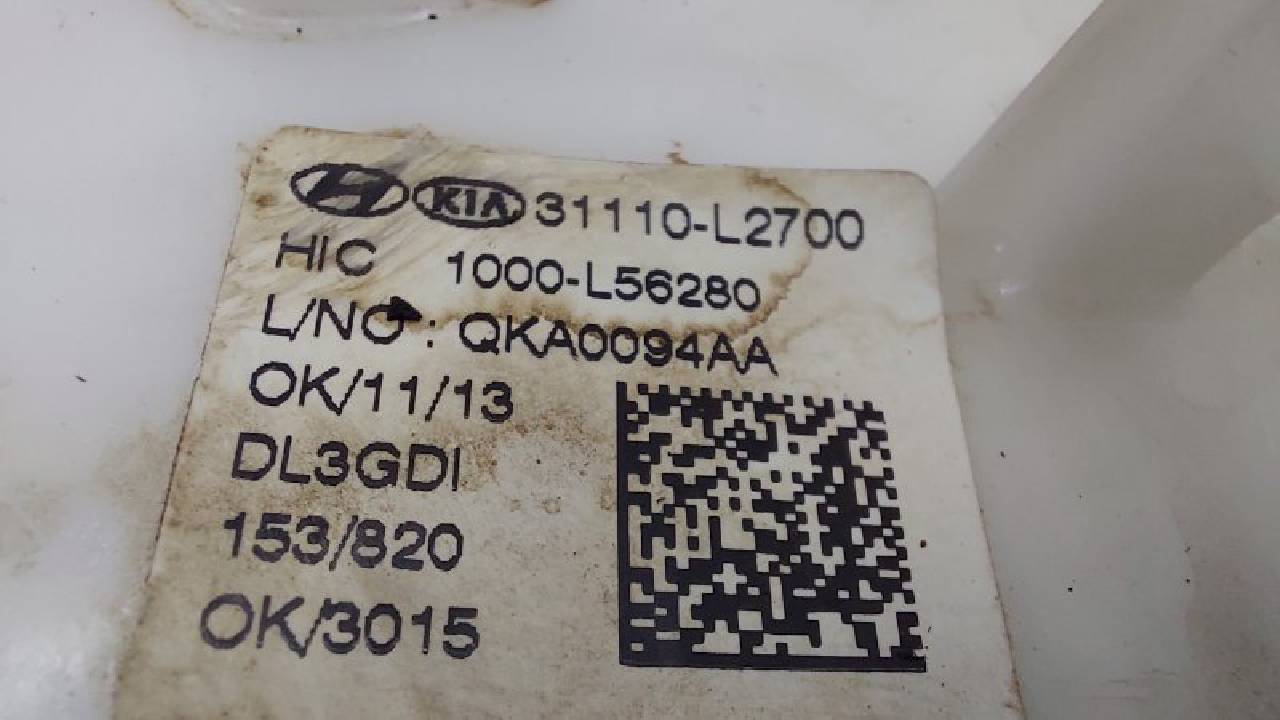 KIA 31110-L2700
HIC 1000-L56280
L/NO : QKA0094AA
OK/11/13
DL3GDI
153/820
OK/3015